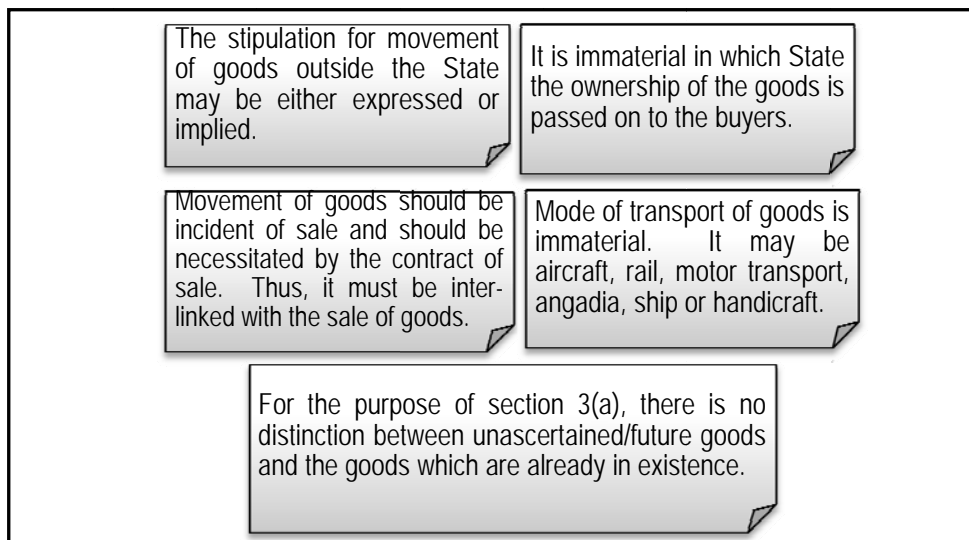 The stipulation for movement
of goods outside the State
may be either expressed or
implied.
It is immaterial in which State
the ownership of the goods is
passed on to the buyers.
Movement of goods should be
incident of sale and should be
necessitated by the contract of
sale. Thus, it must be inter-
linked with the sale of goods.
Mode of transport of goods is
immaterial. It may be
aircraft, rail, motor transport,
angadia, ship or handicraft.
For the purpose of section 3(a), there is no
distinction between unascertained/future goods
and the goods which are already in existence.